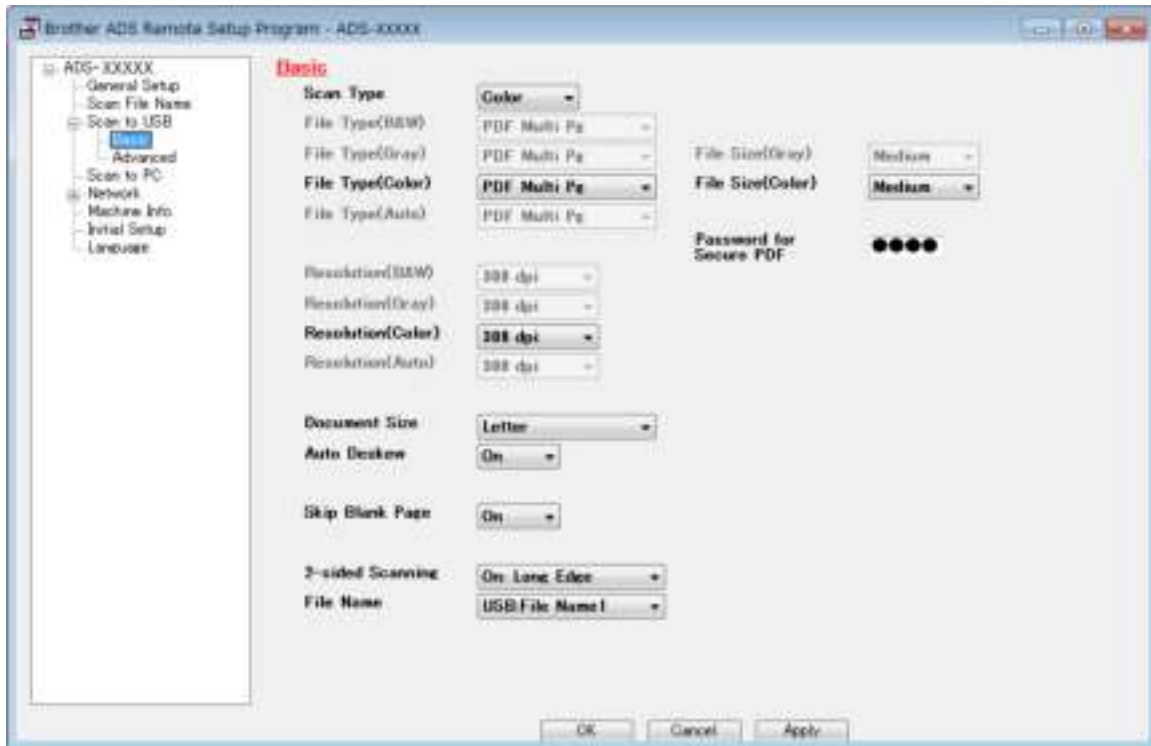 Brother ADS Remote Setup Program - ADS-XXXXX
ADS-XXXXX
General Setup
Scan File Name
Scan to USB
Basic
Advanced
Scan to PC
Network
Machine Info
Initial Setup
Language
Basic
Scan Type Color
File Type(B&W) PDF Multi Pa
File Type(Gray) PDF Multi Pa File Size(Gray) Medium
File Type(Color) PDF Multi Pa File Size(Color) Medium
File Type(Auto) PDF Multi Pa
Password for
Secure PDF ●●●●
Resolution(B&W) 300 dpi
Resolution(Gray) 300 dpi
Resolution(Color) 300 dpi
Resolution(Auto) 300 dpi
Document Size Letter
Auto Deskew On
Skip Blank Page On
2-sided Scanning On: Long Edge
File Name USB:File Name1
OK Cancel Apply